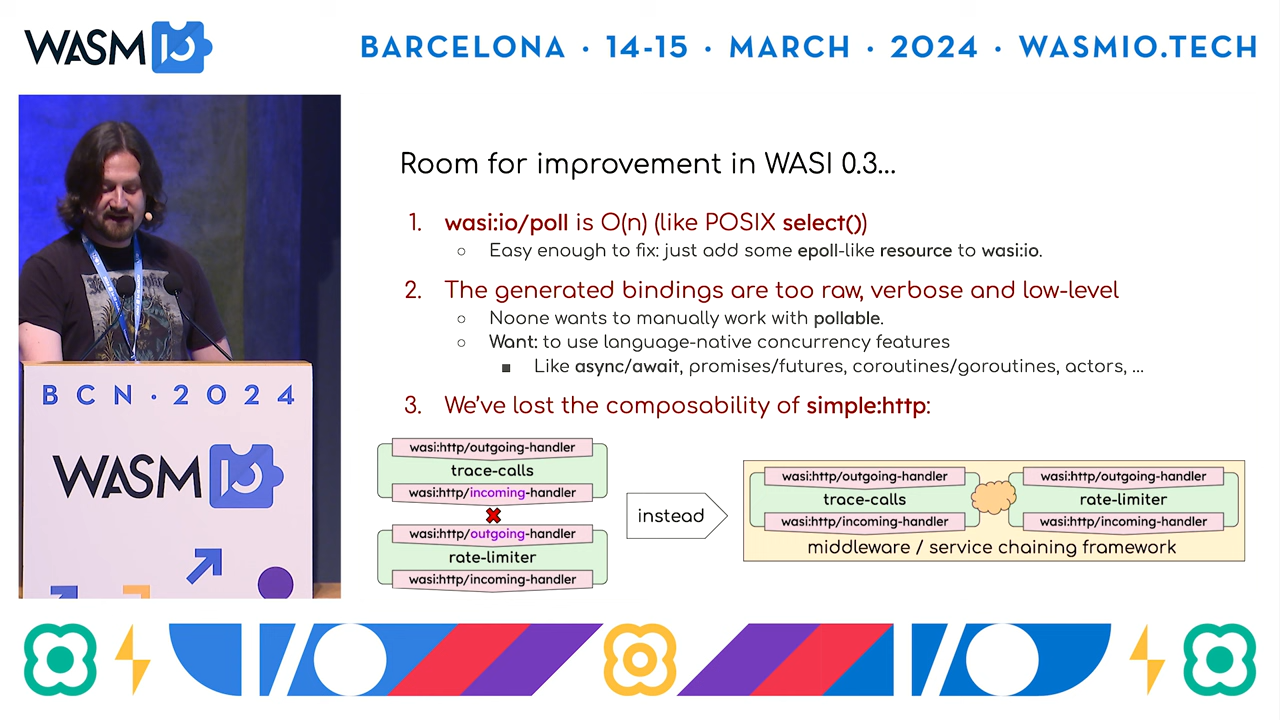 WASM IO
BARCELONA · 14-15 · MARCH · 2024 · WASMIO.TECH
Room for improvement in WASI 0.3...
1. wasi:io/poll is O(n) (like POSIX select())
○ Easy enough to fix: just add some epoll-like resource to wasi:io.
2. The generated bindings are too raw, verbose and low-level
○ Noone wants to manually work with pollable.
○ Want: to use language-native concurrency features
■ Like async/await, promises/futures, coroutines/goroutines, actors, ...
3. We've lost the composability of simple:http:
wasi:http/outgoing-handler
trace-calls
wasi:http/incoming-handler
wasi:http/outgoing-handler
rate-limiter
wasi:http/incoming-handler
instead
wasi:http/outgoing-handler
trace-calls
wasi:http/incoming-handler
wasi:http/outgoing-handler
rate-limiter
wasi:http/incoming-handler
middleware / service chaining framework
BCN·2024
WASM IO
I/O
I/O